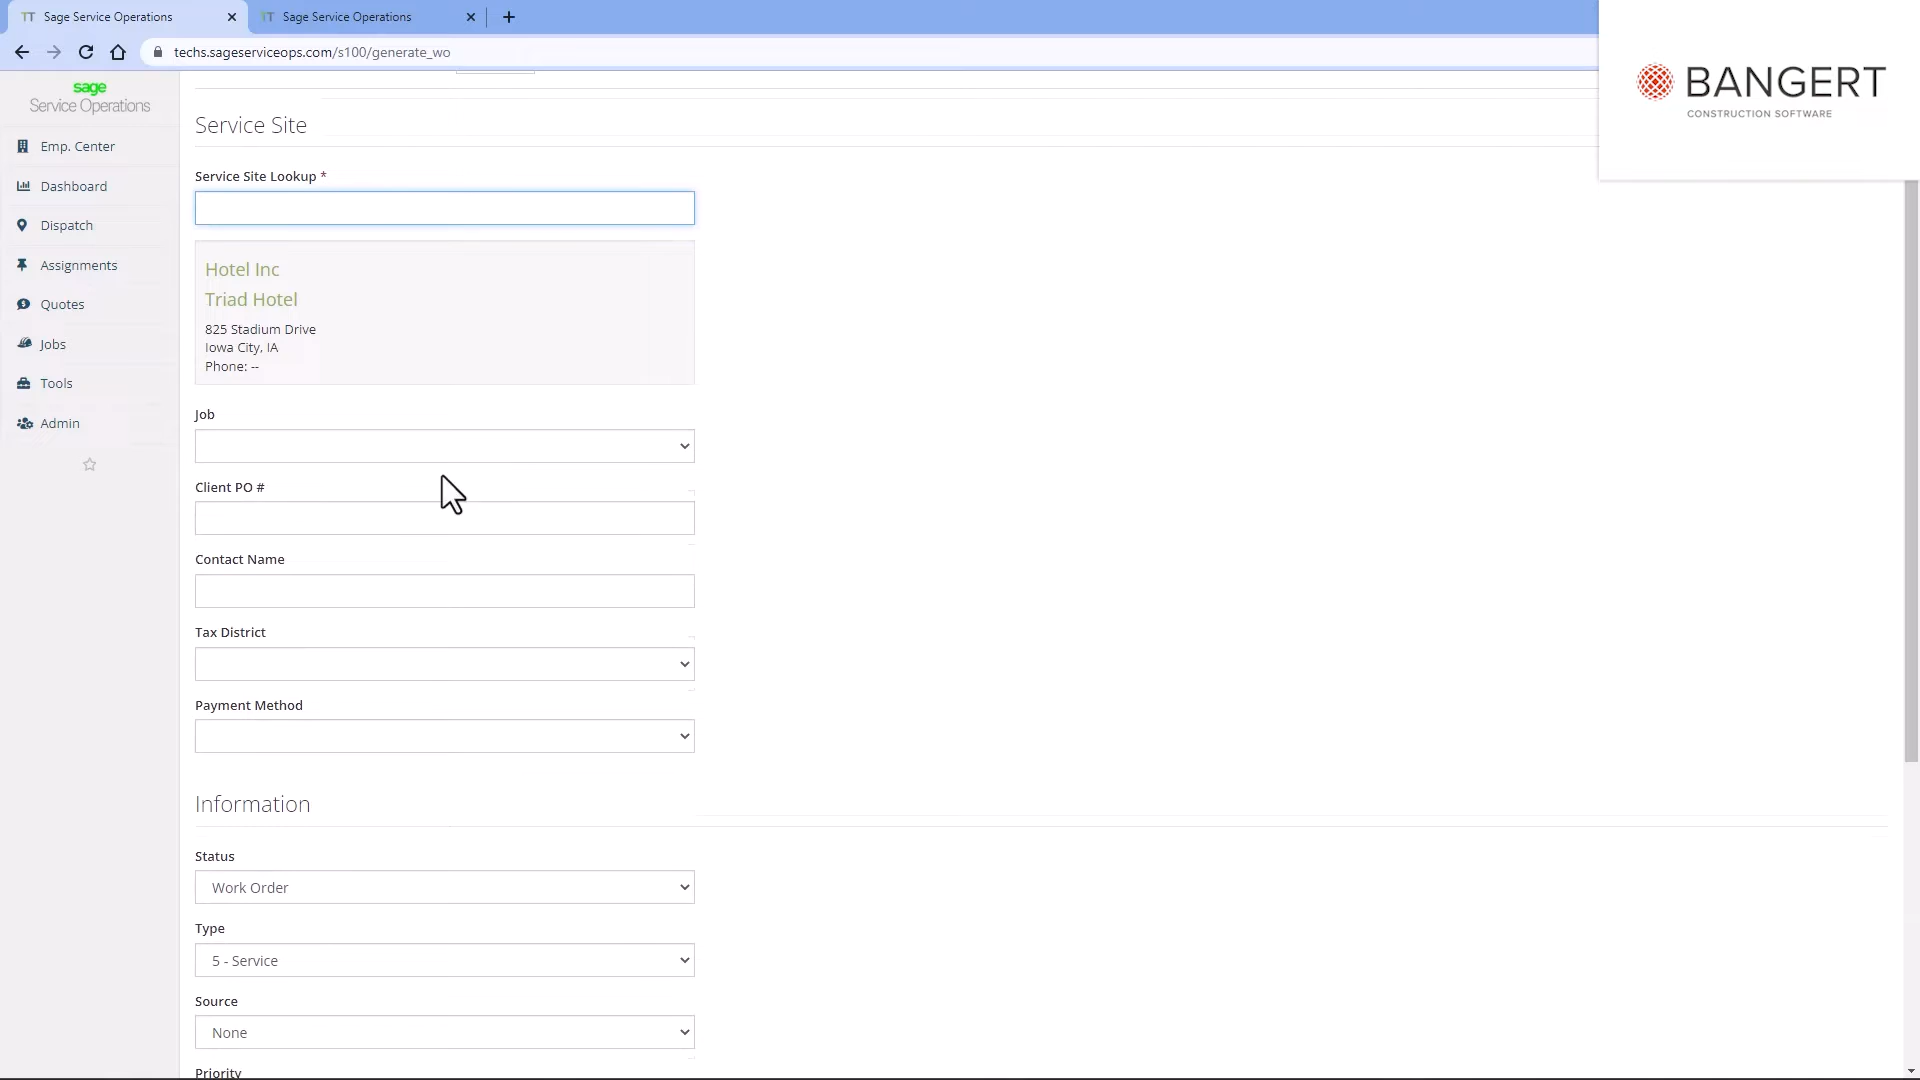 TT Sage Service Operations
TT Sage Service Operations
techs.sageserviceops.com/s100/generate_wo
BANGERT
CONSTRUCTION SOFTWARE
sage
Service Operations
Emp. Center
Dashboard
Dispatch
Assignments
Quotes
Jobs
Tools
Admin
Service Site
Service Site Lookup *
Hotel Inc
Triad Hotel
825 Stadium Drive
Iowa City, IA
Phone: --
Job
Client PO #
Contact Name
Tax District
Payment Method
Information
Status
Work Order
Type
5 - Service
Source
None
Priority